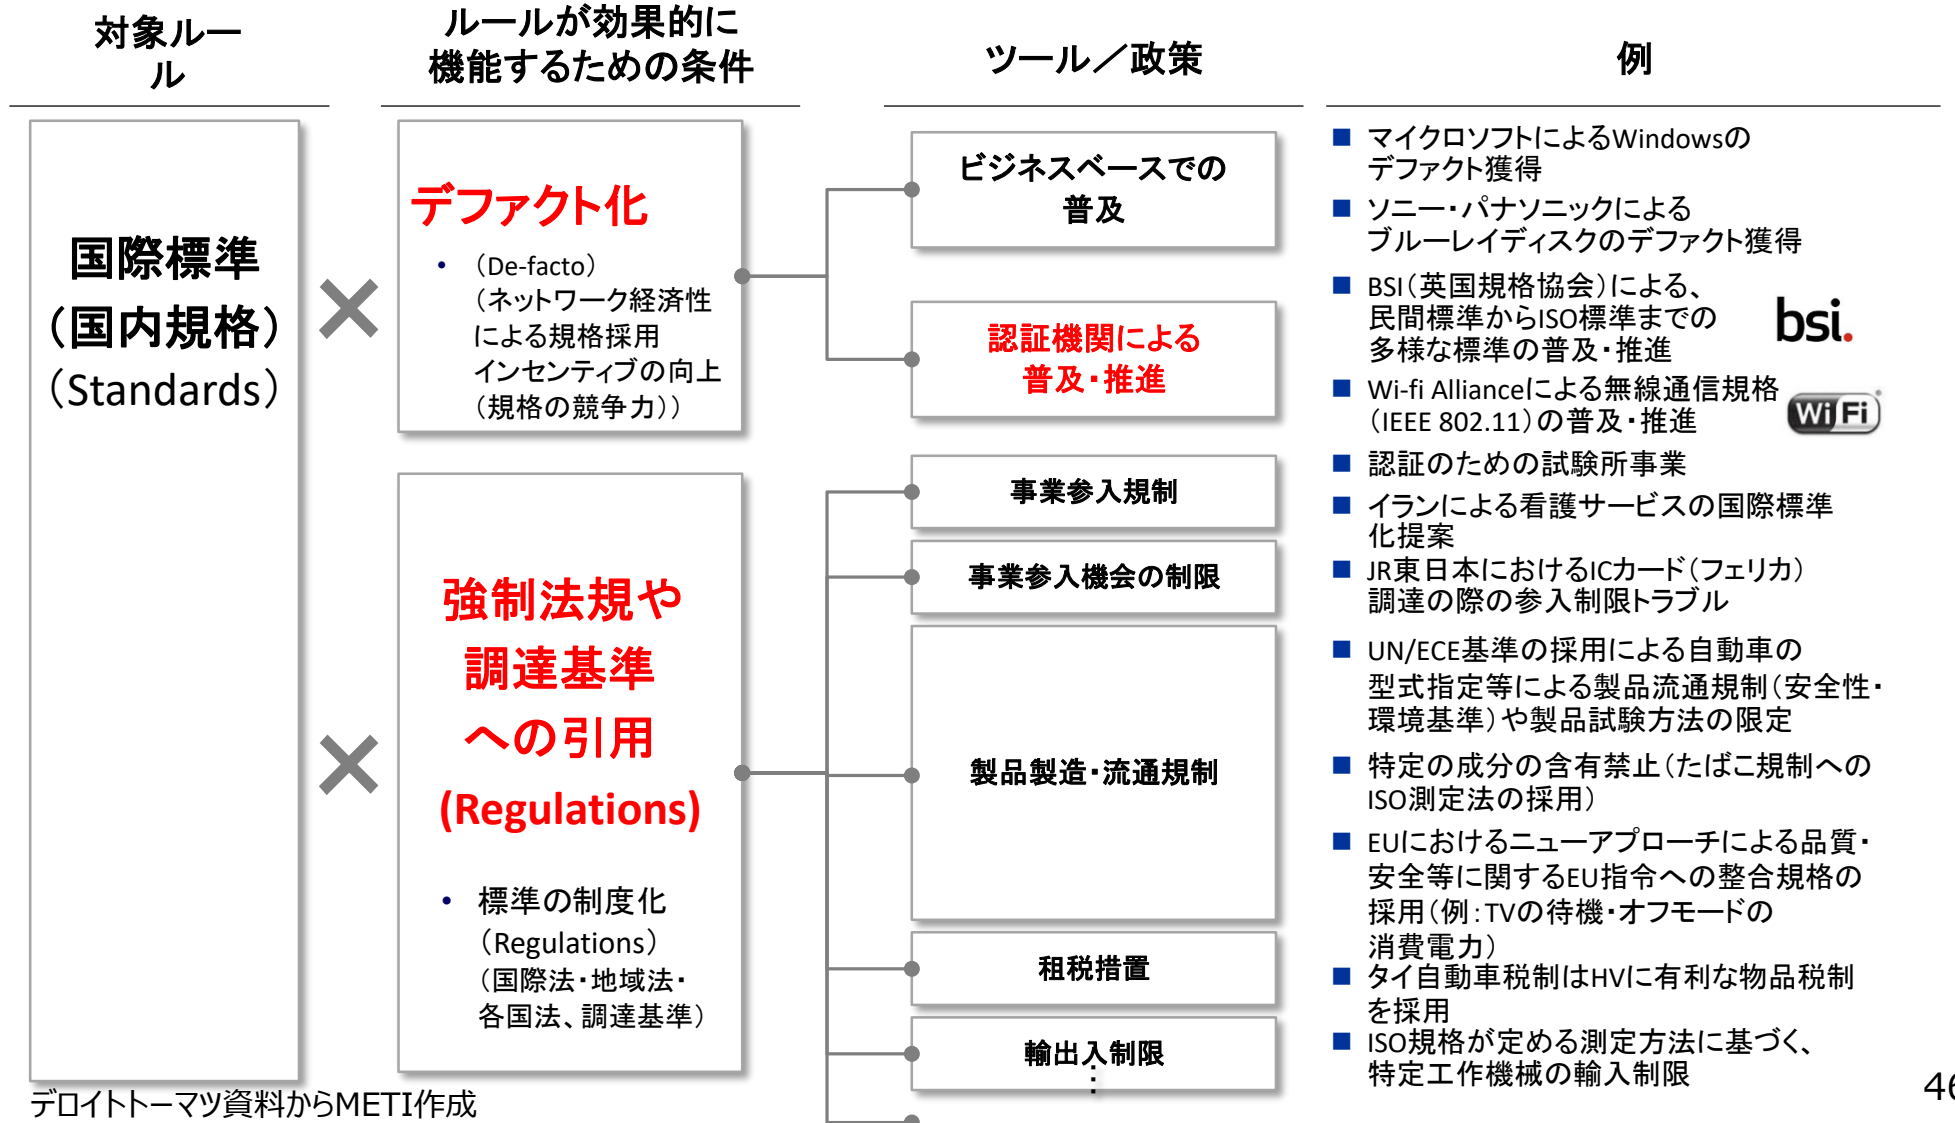 対象ルー
ル
ルールが効果的に
機能するための条件
ツール／政策
例
国際標準
（国内規格）
（Standards）
×
×
デファクト化
• （De-facto）
（ネットワーク経済性
による規格採用
インセンティブの向上
（規格の競争力））
強制法規や
調達基準
への引用
(Regulations)
• 標準の制度化
（Regulations）
（国際法・地域法・
各国法、調達基準）
ビジネスベースでの
普及
認証機関による
普及・推進
事業参入規制
事業参入機会の制限
製品製造・流通規制
租税措置
輸出入制限
…
■ マイクロソフトによるWindowsの
デファクト獲得
■ ソニー・パナソニックによる
ブルーレイディスクのデファクト獲得
■ BSI（英国規格協会）による、
民間標準からISO標準までの
多様な標準の普及・推進
bsi.
■ Wi-fi Allianceによる無線通信規格
（IEEE 802.11）の普及・推進
Wi Fi
■ 認証のための試験所事業
■ イランによる看護サービスの国際標準
化提案
■ JR東日本におけるICカード（フェリカ）
調達の際の参入制限トラブル
■ UN/ECE基準の採用による自動車の
型式指定等による製品流通規制（安全性・
環境基準）や製品試験方法の限定
■ 特定の成分の含有禁止（たばこ規制への
ISO測定法の採用）
■ EUにおけるニューアプローチによる品質・
安全等に関するEU指令への整合規格の
採用（例：TVの待機・オフモードの
消費電力）
■ タイ自動車税制はHVに有利な物品税制
を採用
■ ISO規格が定める測定方法に基づく、
特定工作機械の輸入制限
デロイトトーマツ資料からMETI作成
46